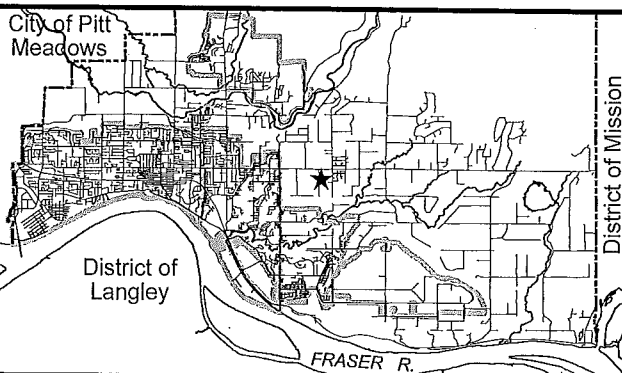 City of Pitt
Meadows
District of Mission
District of
Langley
FRASER R.